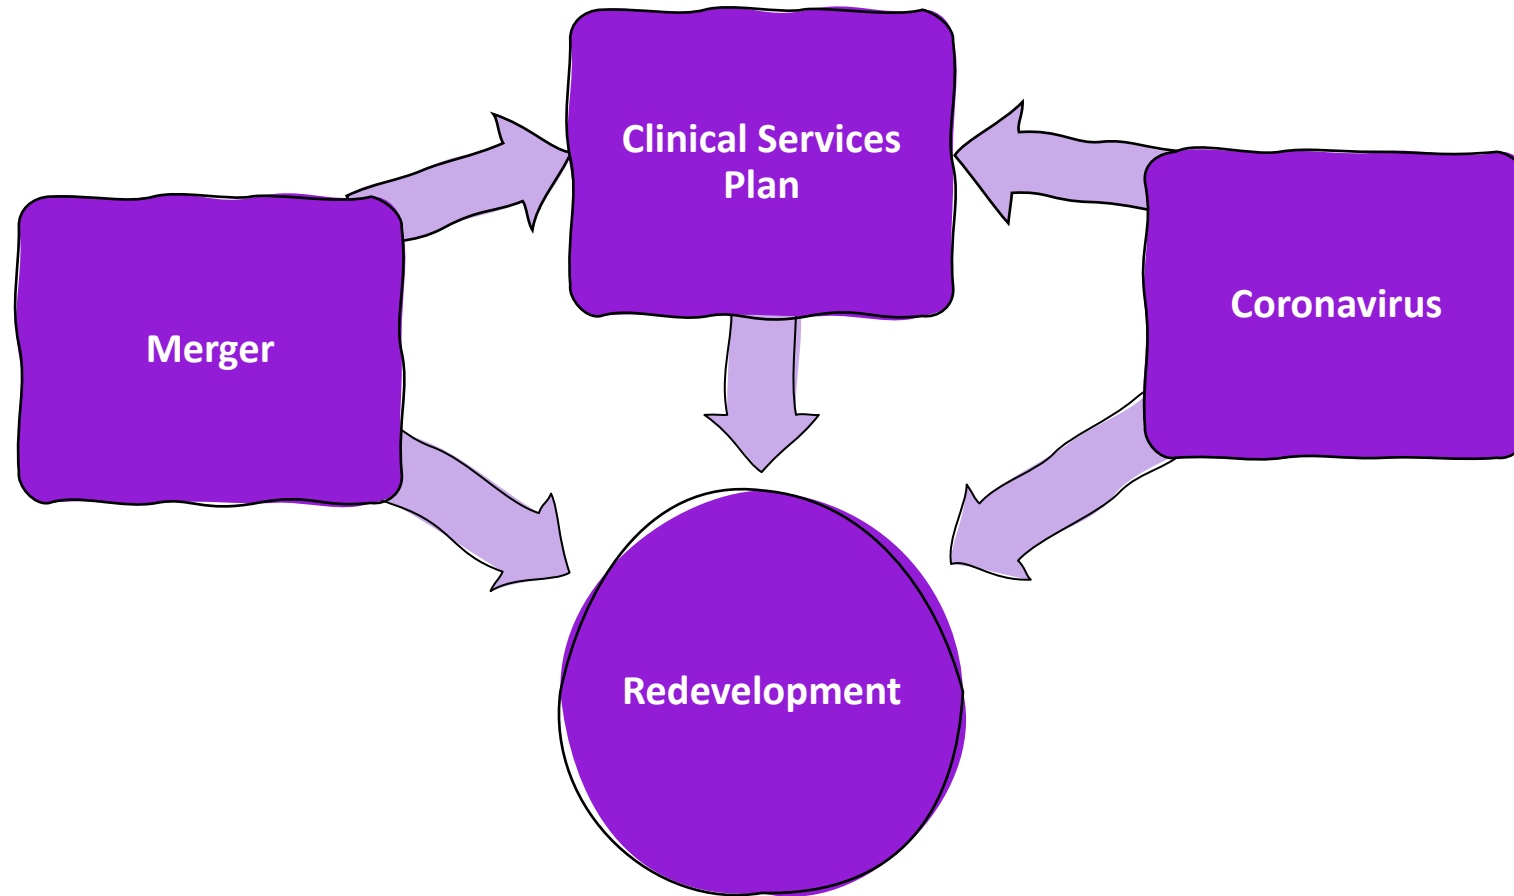 Clinical Services
Plan
Merger
Coronavirus
Redevelopment